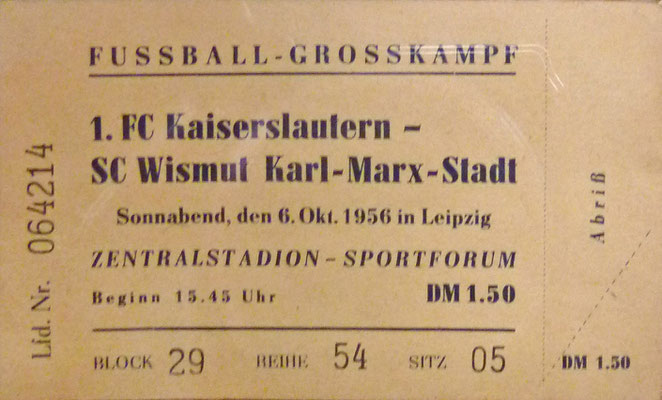 FUSSBALL-GROSSKAMPF
1. FC Kaiserslautern –
SC Wismut Karl-Marx-Stadt
Sonnabend, den 6. Okt. 1956 in Leipzig
ZENTRALSTADION – SPORTFORUM
Beginn 15.45 Uhr DM 1.50
BLOCK 29 REIHE 54 SITZ 05
Lfd. Nr. 064214
Abriß
DM 1.50